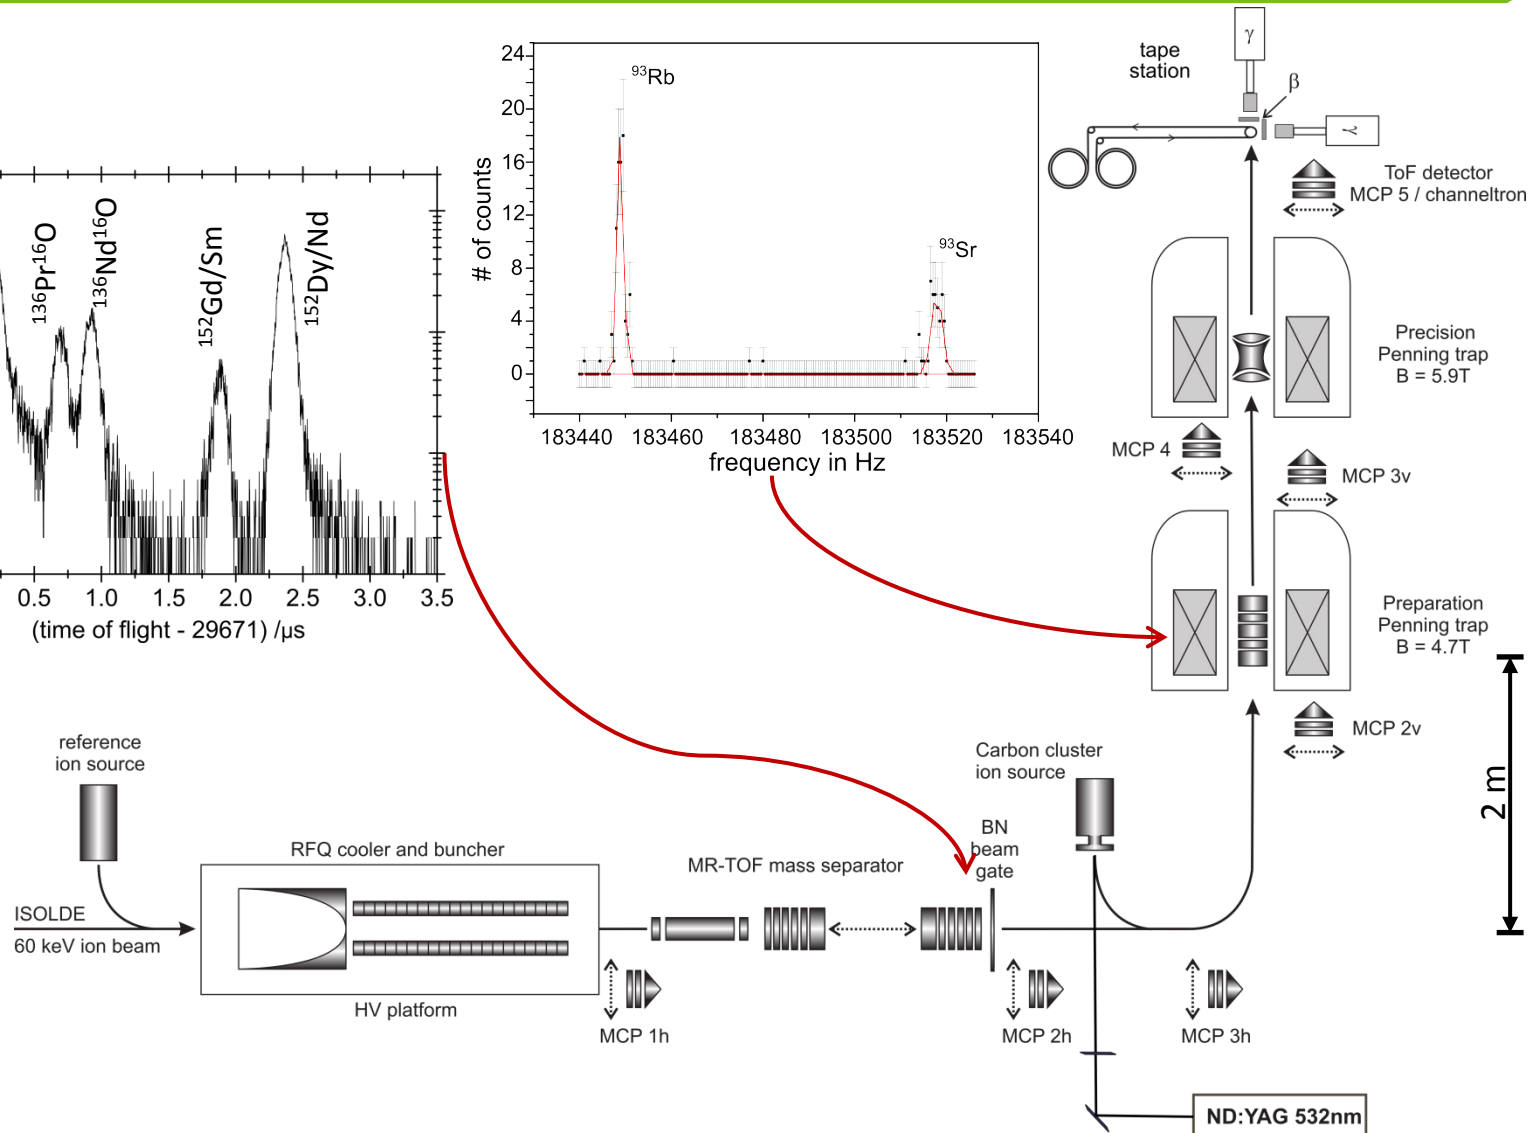 γ
tape
station
β
γ
ToF detector
MCP 5 / channeltron
24
20
16
12
8
4
0
# of counts
93Rb
93Sr
183440 183460 183480 183500 183520 183540
frequency in Hz
136Pr16O
136Nd16O
152Gd/Sm
152Dy/Nd
0.5 1.0 1.5 2.0 2.5 3.0 3.5
(time of flight - 29671) /µs
Precision
Penning trap
B = 5.9T
MCP 4
MCP 3v
Preparation
Penning trap
B = 4.7T
MCP 2v
2 m
reference
ion source
Carbon cluster
ion source
BN
beam
gate
RFQ cooler and buncher
MR-TOF mass separator
ISOLDE
60 keV ion beam
HV platform
MCP 1h
MCP 2h
MCP 3h
ND:YAG 532nm